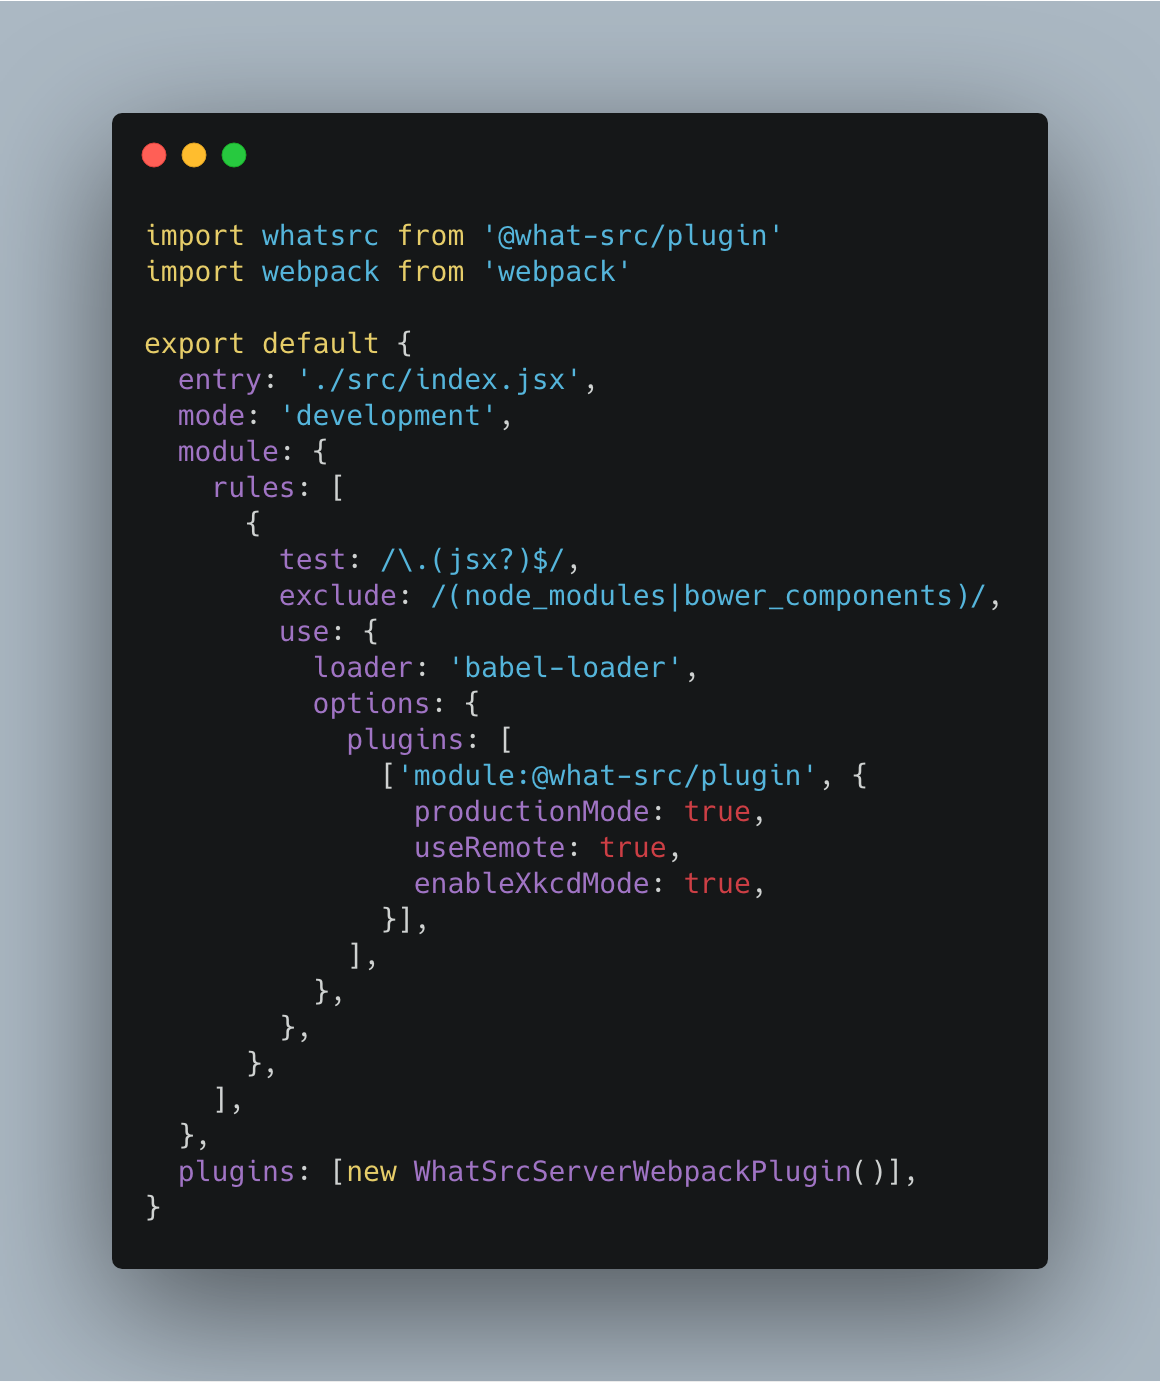 import whatsrc from '@what-src/plugin'
import webpack from 'webpack'

export default {
  entry: './src/index.jsx',
  mode: 'development',
  module: {
    rules: [
      {
        test: /\.(jsx?)$/,
        exclude: /(node_modules|bower_components)/,
        use: {
          loader: 'babel-loader',
          options: {
            plugins: [
              ['module:@what-src/plugin', {
                productionMode: true,
                useRemote: true,
                enableXkcdMode: true,
              }],
            ],
          },
        },
      },
    ],
  },
  plugins: [new WhatSrcServerWebpackPlugin()],
}